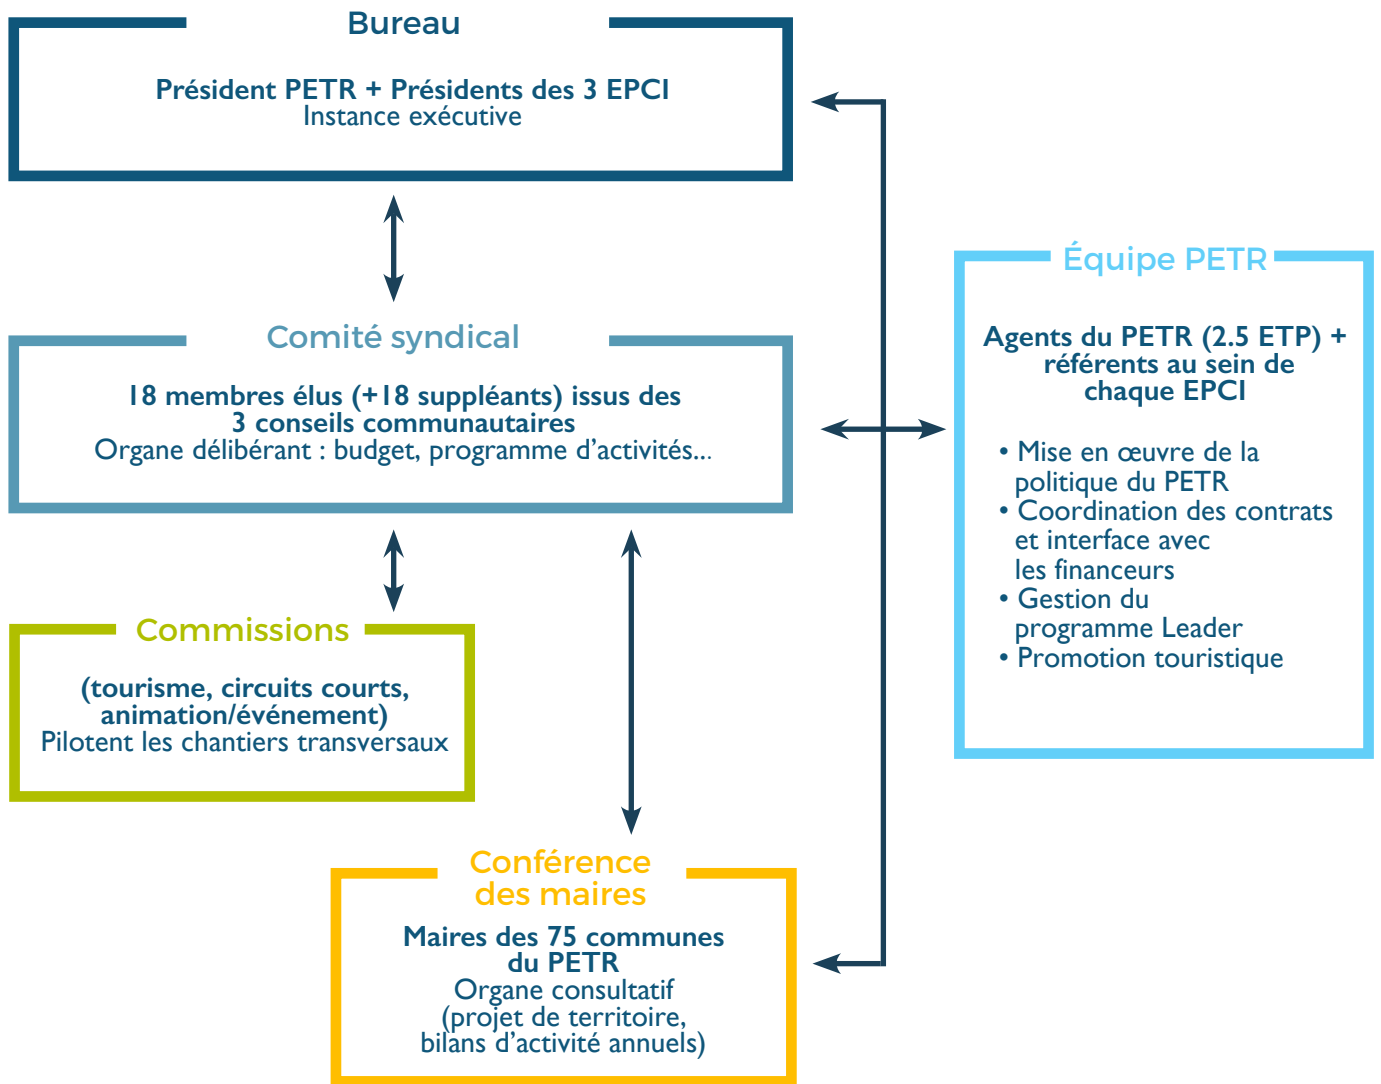 Bureau
Président PETR + Présidents des 3 EPCI
Instance exécutive
Comité syndical
18 membres élus (+18 suppléants) issus des
3 conseils communautaires
Organe délibérant : budget, programme d’activités...
Commissions
(tourisme, circuits courts,
animation/événement)
Pilotent les chantiers transversaux
Conférence
des maires
Maires des 75 communes
du PETR
Organe consultatif
(projet de territoire,
bilans d’activité annuels)
Équipe PETR
Agents du PETR (2.5 ETP) +
référents au sein de
chaque EPCI
• Mise en œuvre de la
politique du PETR
• Coordination des contrats
et interface avec
les financeurs
• Gestion du
programme Leader
• Promotion touristique